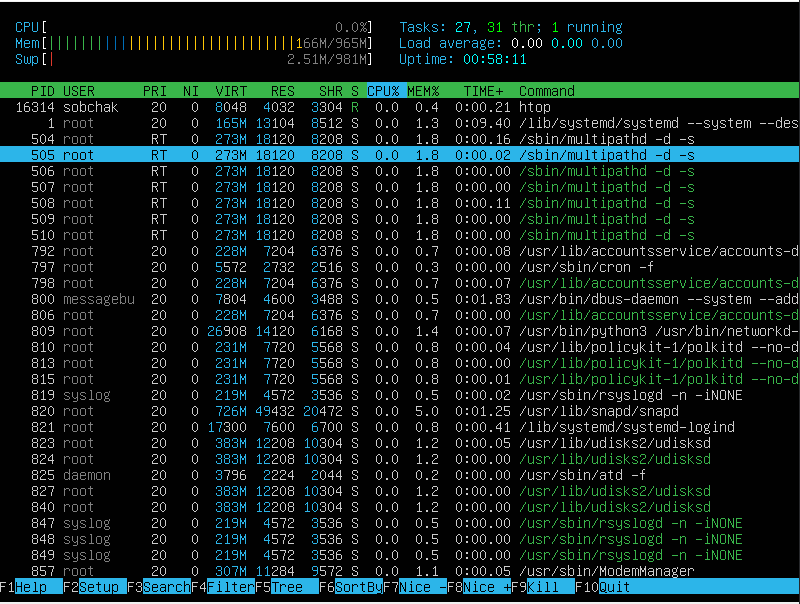 CPU[ 0.0%] Tasks: 27, 31 thr; 1 running
Mem[||||||||||||||||||||||||||||||166M/965M] Load average: 0.00 0.00 0.00
Swp[| 2.51M/981M] Uptime: 00:58:11
PID USER PRI NI VIRT RES SHR S CPU% MEM% TIME+ Command
16314 sobchak 20 0 8048 4032 3304 R 0.0 0.4 0:00.21 htop
1 root 20 0 165M 13104 8512 S 0.0 1.3 0:09.40 /lib/systemd/systemd --system --des
504 root RT 0 273M 18120 8208 S 0.0 1.8 0:00.16 /sbin/multipathd -d -s
505 root RT 0 273M 18120 8208 S 0.0 1.8 0:00.02 /sbin/multipathd -d -s
506 root RT 0 273M 18120 8208 S 0.0 1.8 0:00.00 /sbin/multipathd -d -s
507 root RT 0 273M 18120 8208 S 0.0 1.8 0:00.00 /sbin/multipathd -d -s
508 root RT 0 273M 18120 8208 S 0.0 1.8 0:00.11 /sbin/multipathd -d -s
509 root RT 0 273M 18120 8208 S 0.0 1.8 0:00.00 /sbin/multipathd -d -s
510 root RT 0 273M 18120 8208 S 0.0 1.8 0:00.00 /sbin/multipathd -d -s
792 root 20 0 228M 7204 6376 S 0.0 0.7 0:00.08 /usr/lib/accountsservice/accounts-d
797 root 20 0 5572 2732 2516 S 0.0 0.3 0:00.00 /usr/sbin/cron -f
798 root 20 0 228M 7204 6376 S 0.0 0.7 0:00.07 /usr/lib/accountsservice/accounts-d
800 messagebu 20 0 7804 4600 3488 S 0.0 0.5 0:01.83 /usr/bin/dbus-daemon --system --add
806 root 20 0 228M 7204 6376 S 0.0 0.7 0:00.00 /usr/lib/accountsservice/accounts-d
809 root 20 0 26908 14120 6168 S 0.0 1.4 0:00.07 /usr/bin/python3 /usr/bin/networkd-
810 root 20 0 231M 7720 5568 S 0.0 0.8 0:00.04 /usr/lib/policykit-1/polkitd --no-d
813 root 20 0 231M 7720 5568 S 0.0 0.8 0:00.00 /usr/lib/policykit-1/polkitd --no-d
815 root 20 0 231M 7720 5568 S 0.0 0.8 0:00.01 /usr/lib/policykit-1/polkitd --no-d
819 syslog 20 0 219M 4572 3536 S 0.0 0.5 0:00.02 /usr/sbin/rsyslogd -n -iNONE
820 root 20 0 726M 49432 20472 S 0.0 5.0 0:01.25 /usr/lib/snapd/snapd
821 root 20 0 17300 7600 6700 S 0.0 0.8 0:00.41 /lib/systemd/systemd-logind
823 root 20 0 383M 12208 10304 S 0.0 1.2 0:00.05 /usr/lib/udisks2/udisksd
824 root 20 0 383M 12208 10304 S 0.0 1.2 0:00.00 /usr/lib/udisks2/udisksd
825 daemon 20 0 3796 2224 2044 S 0.0 0.2 0:00.00 /usr/sbin/atd -f
827 root 20 0 383M 12208 10304 S 0.0 1.2 0:00.00 /usr/lib/udisks2/udisksd
840 root 20 0 383M 12208 10304 S 0.0 1.2 0:00.00 /usr/lib/udisks2/udisksd
847 syslog 20 0 219M 4572 3536 S 0.0 0.5 0:00.00 /usr/sbin/rsyslogd -n -iNONE
848 syslog 20 0 219M 4572 3536 S 0.0 0.5 0:00.00 /usr/sbin/rsyslogd -n -iNONE
849 syslog 20 0 219M 4572 3536 S 0.0 0.5 0:00.00 /usr/sbin/rsyslogd -n -iNONE
857 root 20 0 307M 11284 9572 S 0.0 1.1 0:00.05 /usr/sbin/ModemManager
F1Help F2Setup F3SearchF4FilterF5Tree F6SortByF7Nice -F8Nice +F9Kill F10Quit